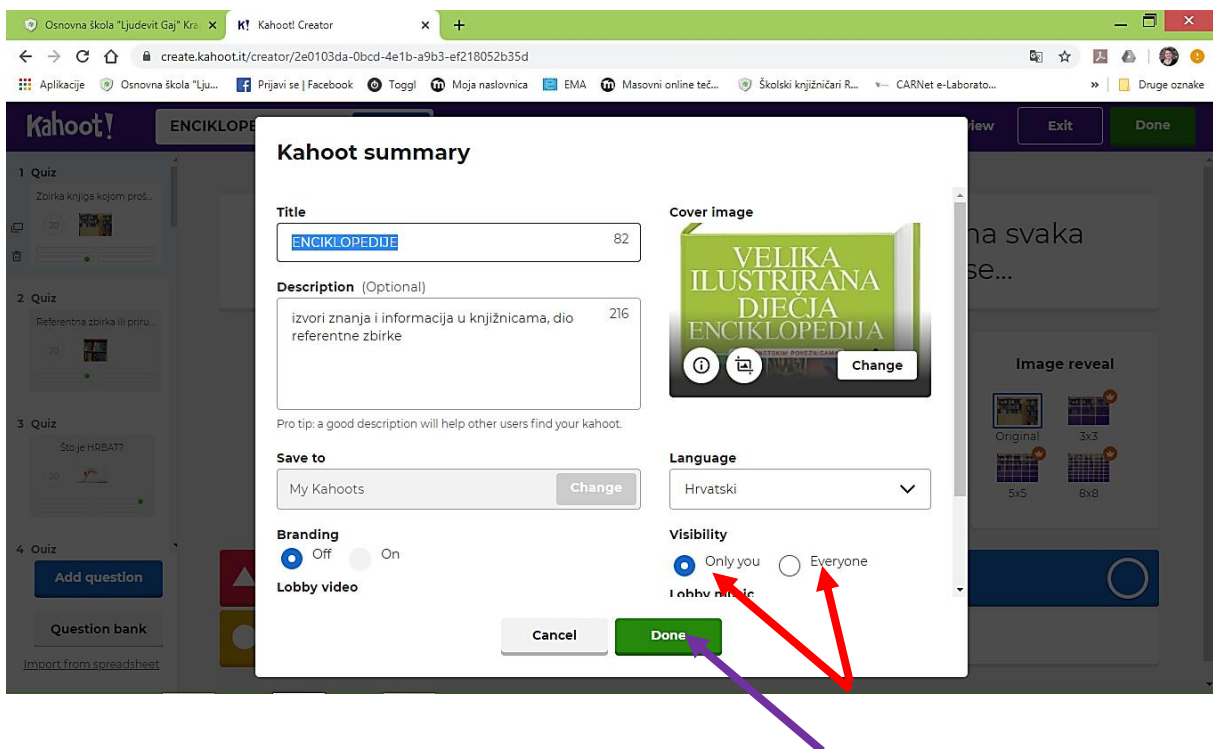 Osnovna škola "Ljudevit Gaj" Kra
Kahoot! Creator
create.kahoot.it/creator/2e0103da-0bcd-4e1b-a9b3-ef218052b35d
Aplikacije Osnovna škola "Lju... Prijavi se | Facebook Toggl Moja naslovnica EMA Masovni online teč... Školski knjižničari R... CARNet e-Laborato... » Druge oznake
Kahoot! ENCIKLOPE
iew Exit Done
Kahoot summary
Title
ENCIKLOPEDIJE 82
Description (Optional)
izvori znanja i informacija u knjižnicama, dio 216
referentne zbirke
Pro tip: a good description will help other users find your kahoot.
Save to
My Kahoots Change
Branding
Off On
Lobby video
Cover image
VELIKA
ILUSTRIRANA
DJEČJA
ENCIKLOPEDIJA
Change
Language
Hrvatski
Visibility
Only you Everyone
Lobby music
Cancel Done
1 Quiz
Zbirka knjiga kojom proš...
20
2 Quiz
Referentna zbirka ili priru...
20
3 Quiz
Što je HRBAT?
20
4 Quiz
Add question
Question bank
Import from spreadsheet
na svaka
se...
Image reveal
Original 3x3
5x5 8x8